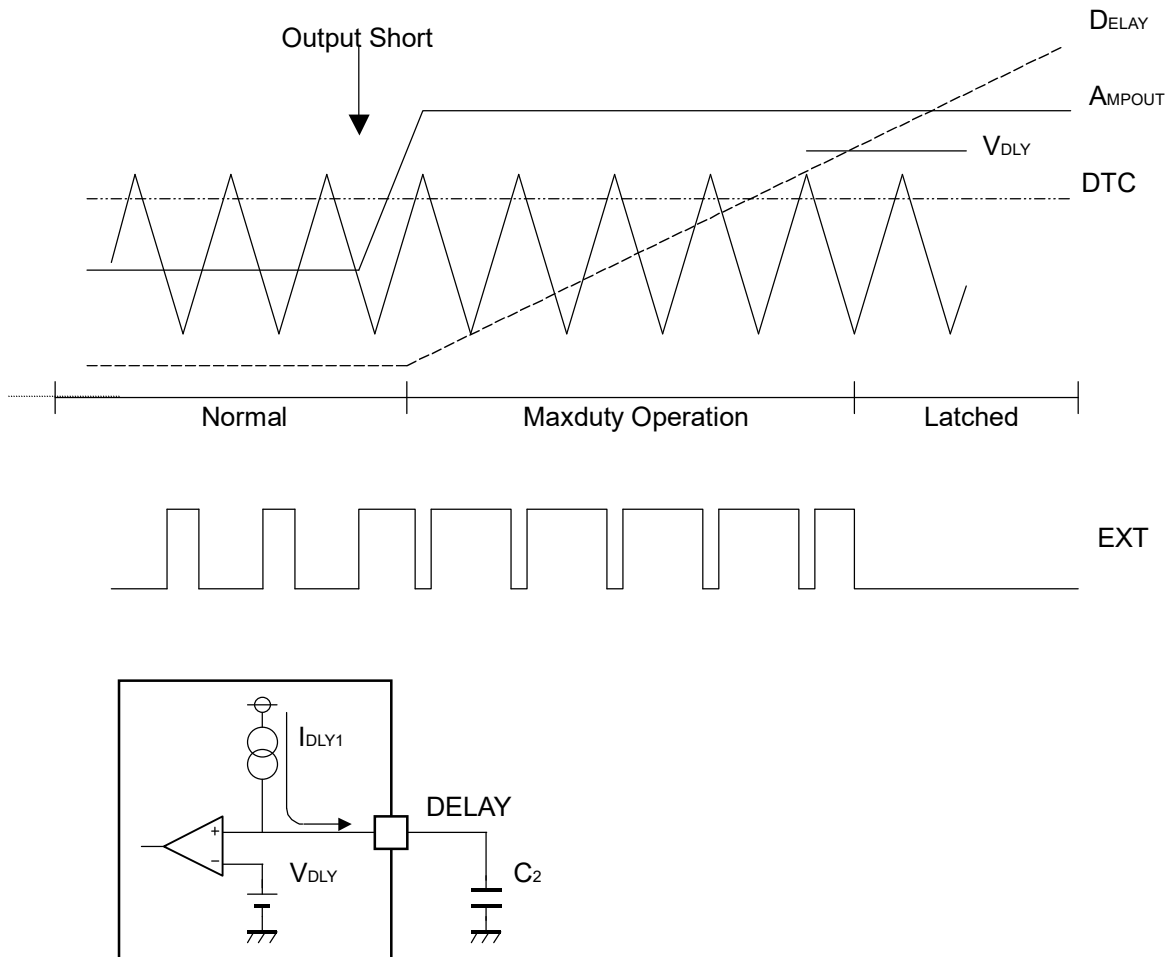 DELAY
Output Short
AMPOUT
VDLY
DTC
Normal
Maxduty Operation
Latched
EXT
IDLY1
DELAY
+
−
VDLY
C2